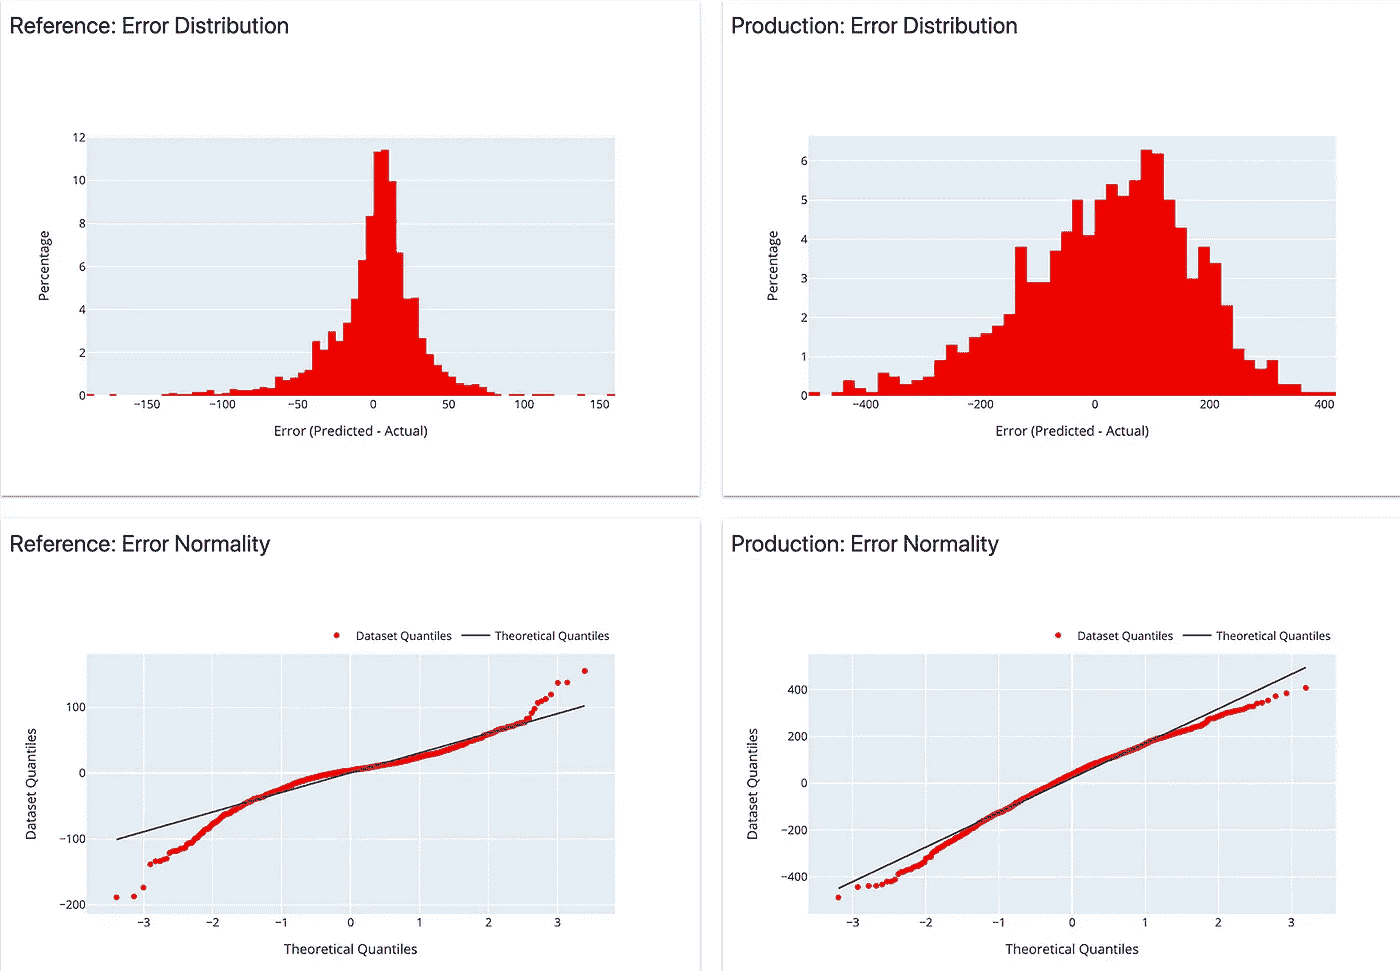 Reference: Error Distribution
12
10
8
6
4
2
0
Percentage
−150 −100 −50 0 50 100 150
Error (Predicted - Actual)
Production: Error Distribution
6
5
4
3
2
1
0
Percentage
−400 −200 0 200 400
Error (Predicted - Actual)
Reference: Error Normality
Dataset Quantiles Theoretical Quantiles
100
0
−100
−200
Dataset Quantiles
−3 −2 −1 0 1 2 3
Theoretical Quantiles
Production: Error Normality
Dataset Quantiles Theoretical Quantiles
400
200
0
−200
−400
Dataset Quantiles
−3 −2 −1 0 1 2 3
Theoretical Quantiles